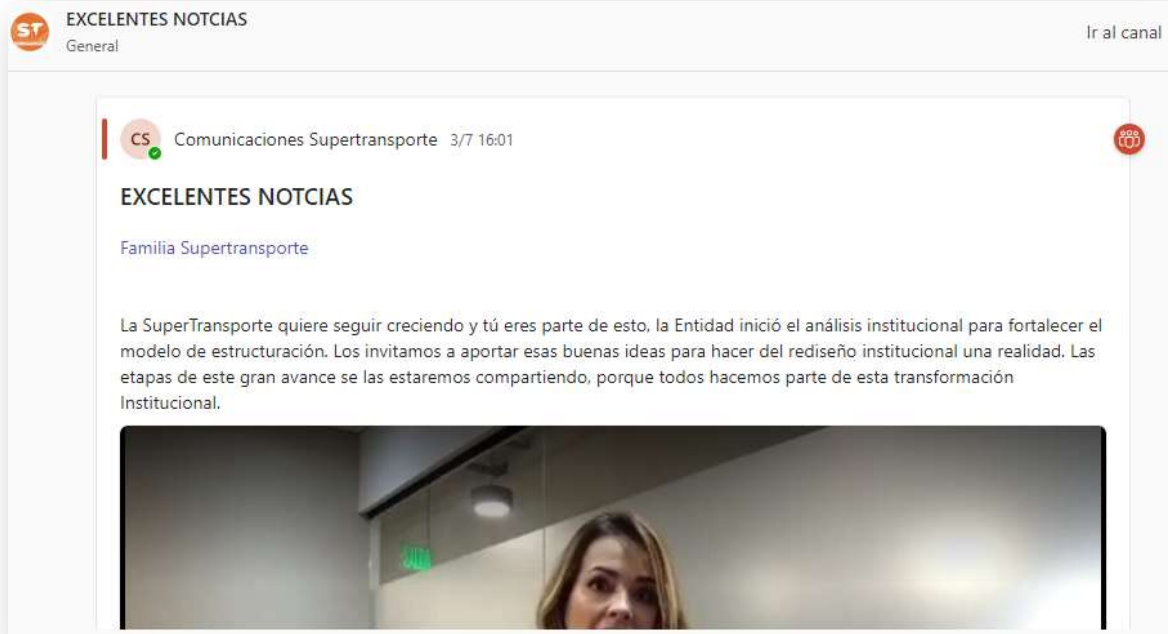 ST
EXCELENTES NOTCIAS
General
Ir al canal
CS
Comunicaciones Supertransporte 3/7 16:01
EXCELENTES NOTCIAS
Familia Supertransporte
La SuperTransporte quiere seguir creciendo y tú eres parte de esto, la Entidad inició el análisis institucional para fortalecer el
modelo de estructuración. Los invitamos a aportar esas buenas ideas para hacer del rediseño institucional una realidad. Las
etapas de este gran avance se las estaremos compartiendo, porque todos hacemos parte de esta transformación
Institucional.
SALIDA